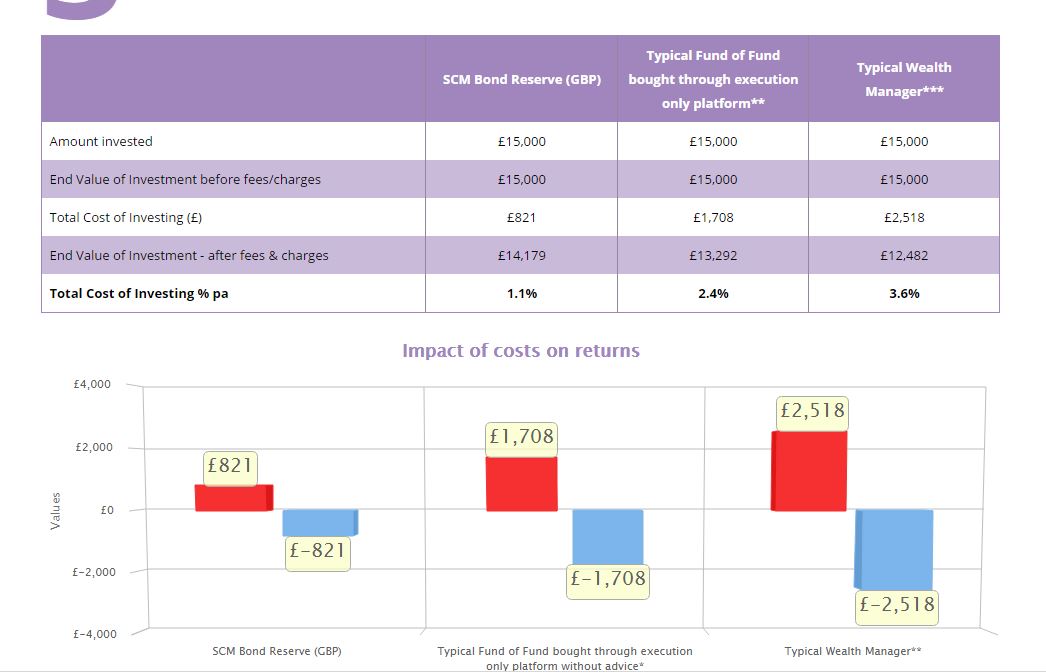 SCM Bond Reserve (GBP)
Typical Fund of Fund
bought through execution
only platform**
Typical Wealth
Manager***
Amount invested £15,000 £15,000 £15,000
End Value of Investment before fees/charges £15,000 £15,000 £15,000
Total Cost of Investing (£) £821 £1,708 £2,518
End Value of Investment - after fees & charges £14,179 £13,292 £12,482
Total Cost of Investing % pa 1.1% 2.4% 3.6%
Impact of costs on returns
£4,000
£2,000
£0
£-2,000
£-4,000
Values
£821
£-821
£1,708
£-1,708
£2,518
£-2,518
SCM Bond Reserve (GBP)
Typical Fund of Fund bought through execution
only platform without advice*
Typical Wealth Manager**